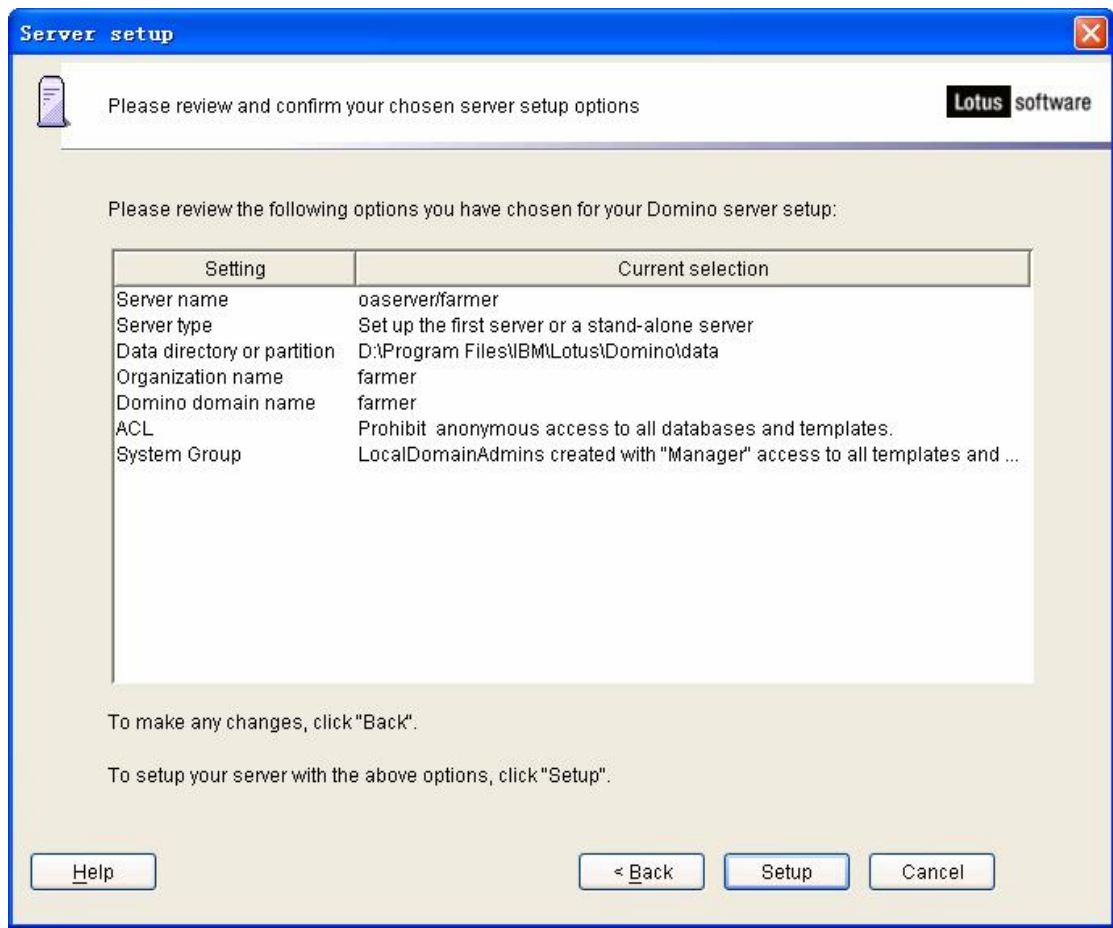 Server setup
Please review and confirm your chosen server setup options
Lotus software
Please review the following options you have chosen for your Domino server setup:
Setting Current selection
Server name oaserver/farmer
Server type Set up the first server or a stand-alone server
Data directory or partition D:\Program Files\IBM\Lotus\Domino\data
Organization name farmer
Domino domain name farmer
ACL Prohibit anonymous access to all databases and templates.
System Group LocalDomainAdmins created with "Manager" access to all templates and ...
To make any changes, click "Back".
To setup your server with the above options, click "Setup".
Help < Back Setup Cancel